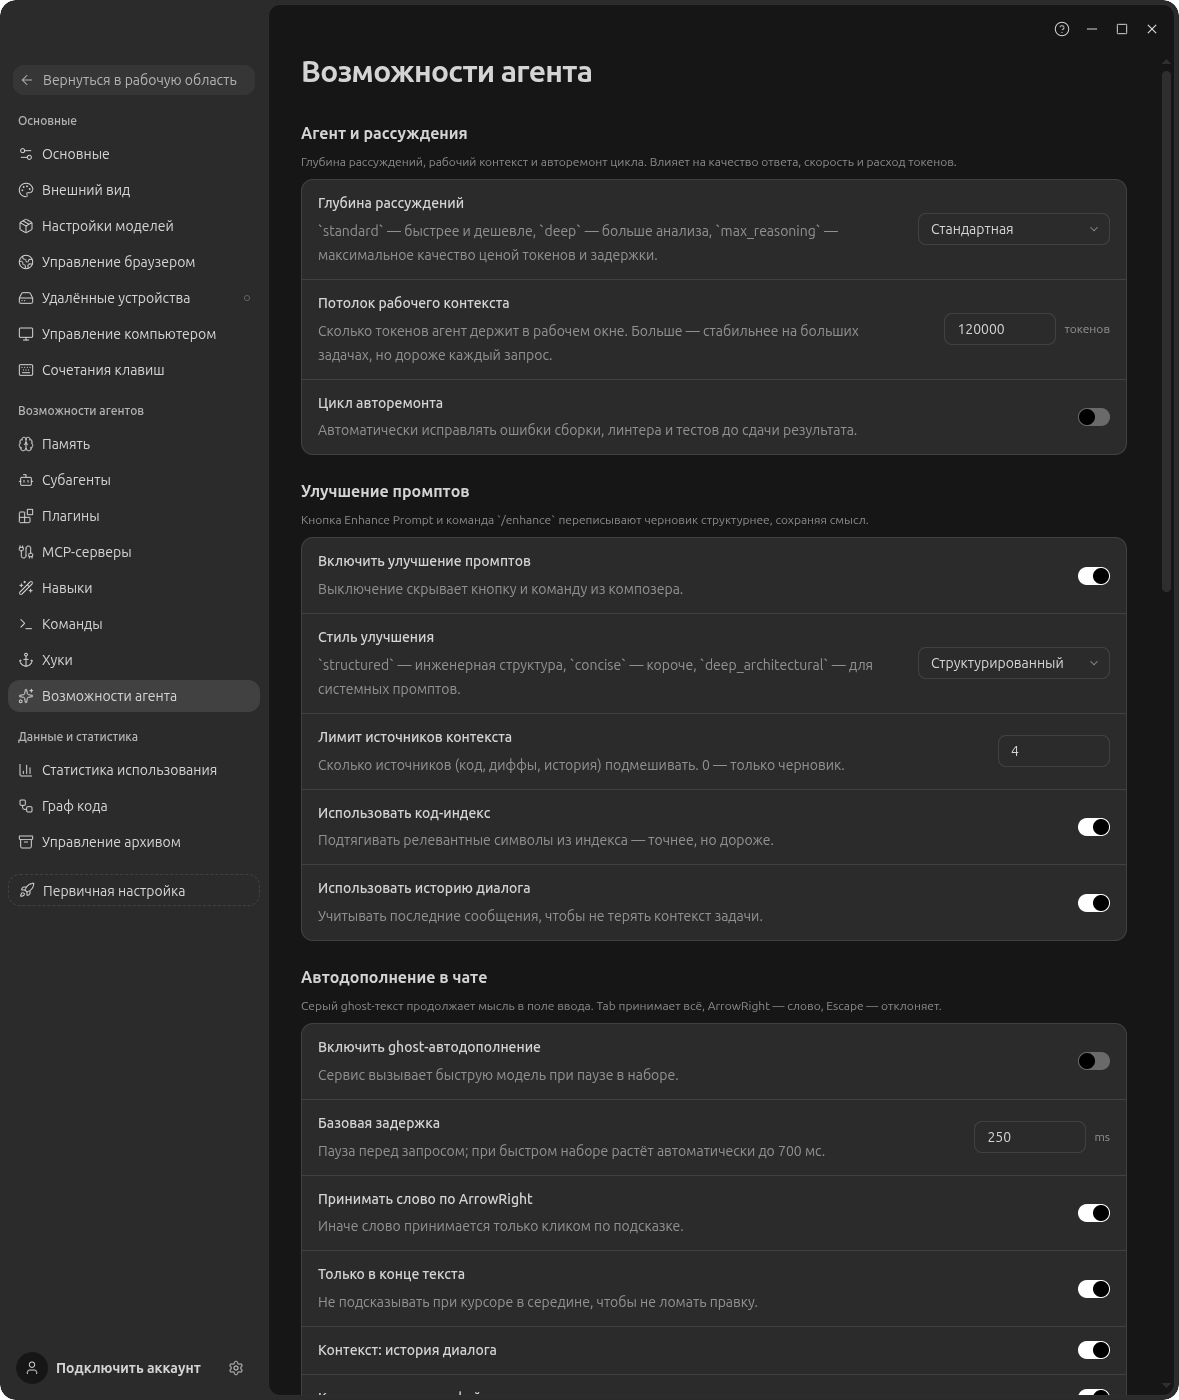 Вернуться в рабочую область
Основные
Основные
Внешний вид
Настройки моделей
Управление браузером
Удалённые устройства
Управление компьютером
Сочетания клавиш
Возможности агентов
Память
Субагенты
Плагины
MCP-серверы
Навыки
Команды
Хуки
Возможности агента
Данные и статистика
Статистика использования
Граф кода
Управление архивом
Первичная настройка
Подключить аккаунт
Возможности агента
Агент и рассуждения
Глубина рассуждений, рабочий контекст и авторемонт цикла. Влияет на качество ответа, скорость и расход токенов.
Глубина рассуждений
`standard` — быстрее и дешевле, `deep` — больше анализа, `max_reasoning` —
максимальное качество ценой токенов и задержки.
Стандартная
Потолок рабочего контекста
Сколько токенов агент держит в рабочем окне. Больше — стабильнее на больших
задачах, но дороже каждый запрос.
120000 токенов
Цикл авторемонта
Автоматически исправлять ошибки сборки, линтера и тестов до сдачи результата.
Улучшение промптов
Кнопка Enhance Prompt и команда `/enhance` переписывают черновик структурнее, сохраняя смысл.
Включить улучшение промптов
Выключение скрывает кнопку и команду из композера.
Стиль улучшения
`structured` — инженерная структура, `concise` — короче, `deep_architectural` — для
системных промптов.
Структурированный
Лимит источников контекста
Сколько источников (код, диффы, история) подмешивать. 0 — только черновик.
4
Использовать код-индекс
Подтягивать релевантные символы из индекса — точнее, но дороже.
Использовать историю диалога
Учитывать последние сообщения, чтобы не терять контекст задачи.
Автодополнение в чате
Серый ghost-текст продолжает мысль в поле ввода. Tab принимает всё, ArrowRight — слово, Escape — отклоняет.
Включить ghost-автодополнение
Сервис вызывает быструю модель при паузе в наборе.
Базовая задержка
Пауза перед запросом; при быстром наборе растёт автоматически до 700 мс.
250 ms
Принимать слово по ArrowRight
Иначе слово принимается только кликом по подсказке.
Только в конце текста
Не подсказывать при курсоре в середине, чтобы не ломать правку.
Контекст: история диалога